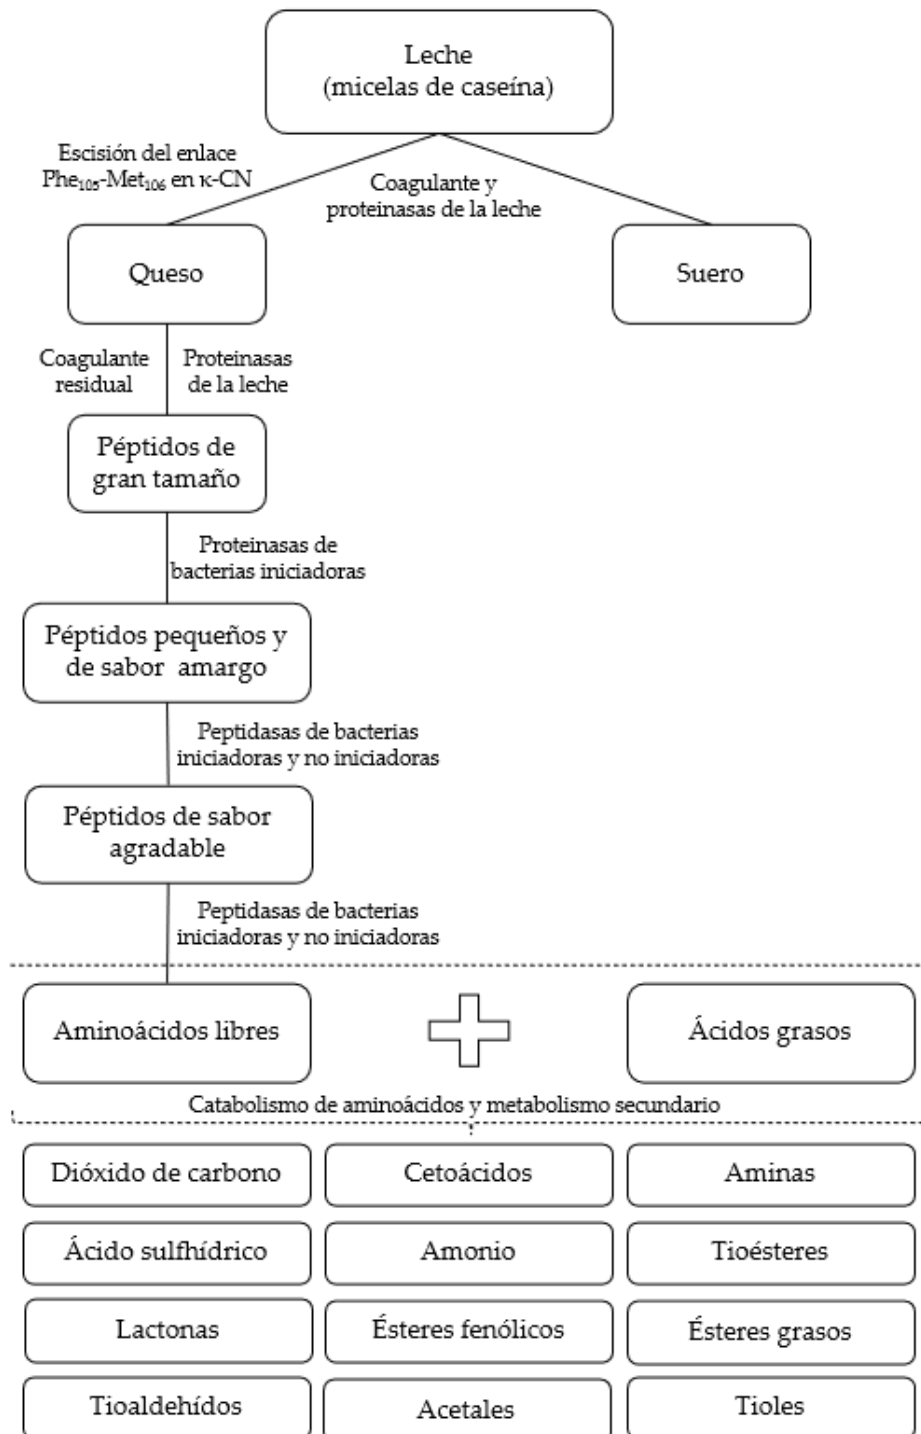 Leche
(micelas de caseína)
Escisión del enlace
Phe₁₀₅-Met₁₀₆ en κ-CN
Coagulante y
proteinasas de la leche
Queso
Suero
Coagulante
residual
Proteinasas
de la leche
Péptidos de
gran tamaño
Proteinasas de
bacterias iniciadoras
Péptidos pequeños y
de sabor amargo
Peptidasas de bacterias
iniciadoras y no iniciadoras
Péptidos de sabor
agradable
Peptidasas de bacterias
iniciadoras y no iniciadoras
Aminoácidos libres
Ácidos grasos
Catabolismo de aminoácidos y metabolismo secundario
Dióxido de carbono
Cetoácidos
Aminas
Ácido sulfhídrico
Amonio
Tioésteres
Lactonas
Ésteres fenólicos
Ésteres grasos
Tioaldehídos
Acetales
Tioles